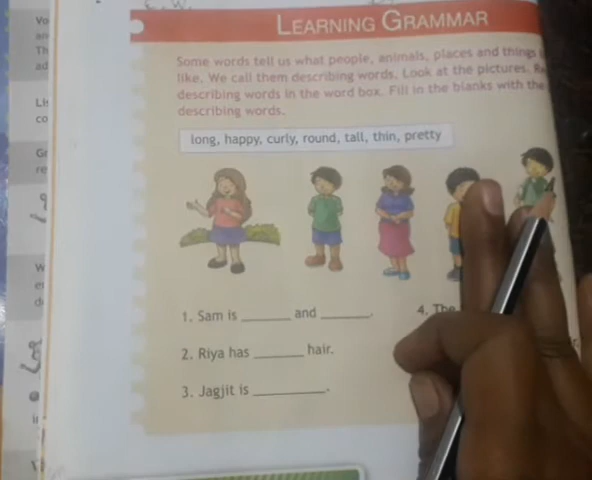 LEARNING GRAMMAR
Some words tell us what people, animals, places and things
like. We call them describing words. Look at the pictures.
describing words in the word box. Fill in the blanks with the
describing words.
long, happy, curly, round, tall, thin, pretty
1. Sam is ______ and ______.
4. The
2. Riya has ______ hair.
3. Jagjit is ______.